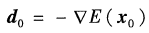 d₀ = −∇E(x₀)